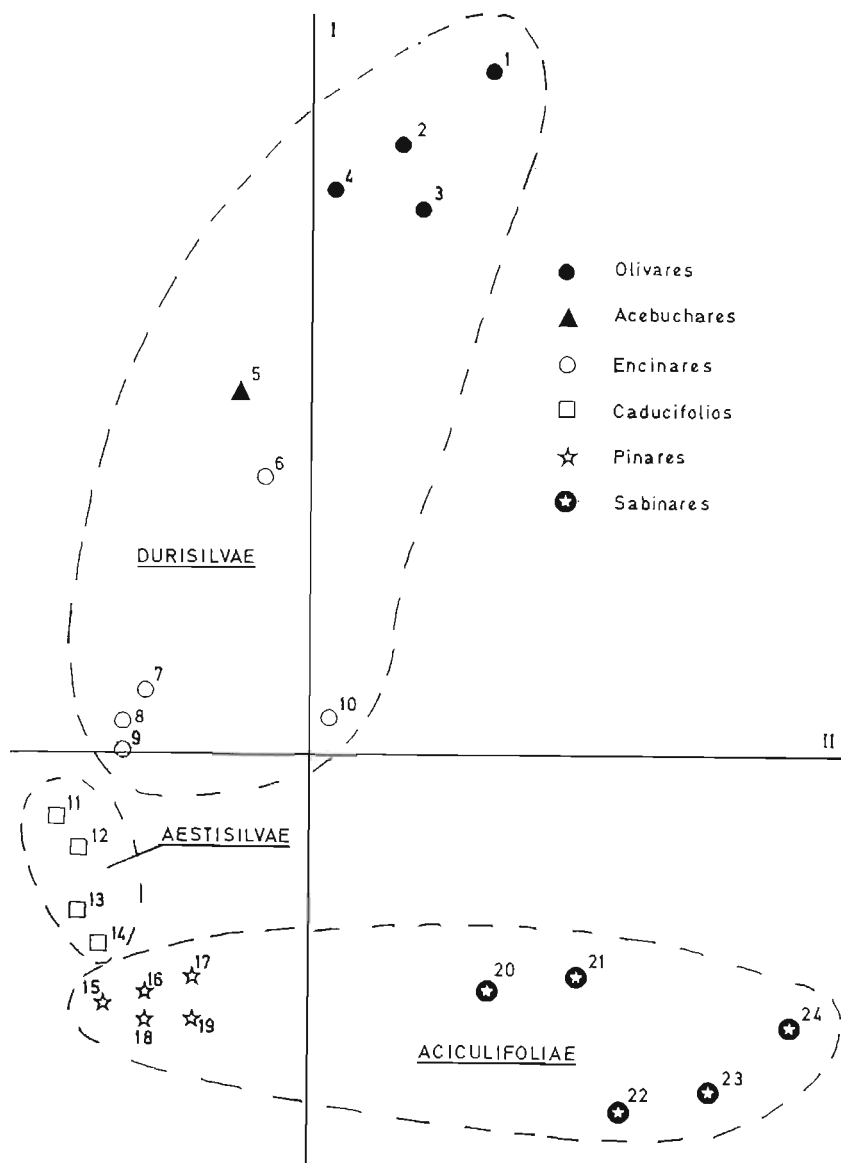 I
1
2
4
3
Olivares
Acebuchares
5
Encinares
Caducifolios
6
Pinares
Sabinares
DURISILVAE
7
8
10
9
II
11
12
AESTISILVAE
13
14/
17
16
15
18
19
20
21
24
ACICULIFOLIAE
23
22